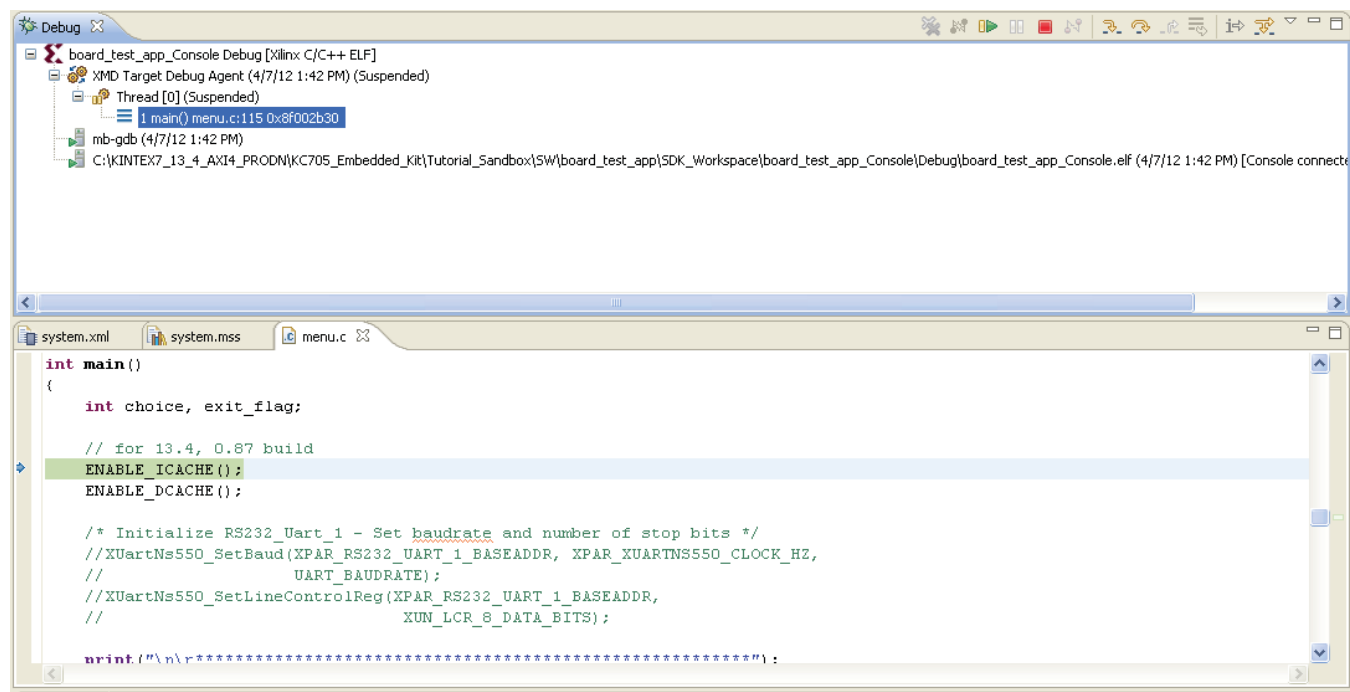 Debug
board_test_app_Console Debug [Xilinx C/C++ ELF]
XMD Target Debug Agent (4/7/12 1:42 PM) (Suspended)
Thread [0] (Suspended)
1 main() menu.c:115 0x8f002b30
mb-gdb (4/7/12 1:42 PM)
C:\KINTEX7_13_4_AXI4_PRODN\KC705_Embedded_Kit\Tutorial_Sandbox\SW\board_test_app\SDK_Workspace\board_test_app_Console\Debug\board_test_app_Console.elf (4/7/12 1:42 PM) [Console connecte
system.xml system.mss menu.c
int main()
{
int choice, exit_flag;
// for 13.4, 0.87 build
ENABLE_ICACHE();
ENABLE_DCACHE();
/* Initialize RS232_Uart_1 - Set baudrate and number of stop bits */
//XUartNs550_SetBaud(XPAR_RS232_UART_1_BASEADDR, XPAR_XUARTNS550_CLOCK_HZ,
// UART_BAUDRATE);
//XUartNs550_SetLineControlReg(XPAR_RS232_UART_1_BASEADDR,
// XUN_LCR_8_DATA_BITS);
print("\n\r********************************************************");